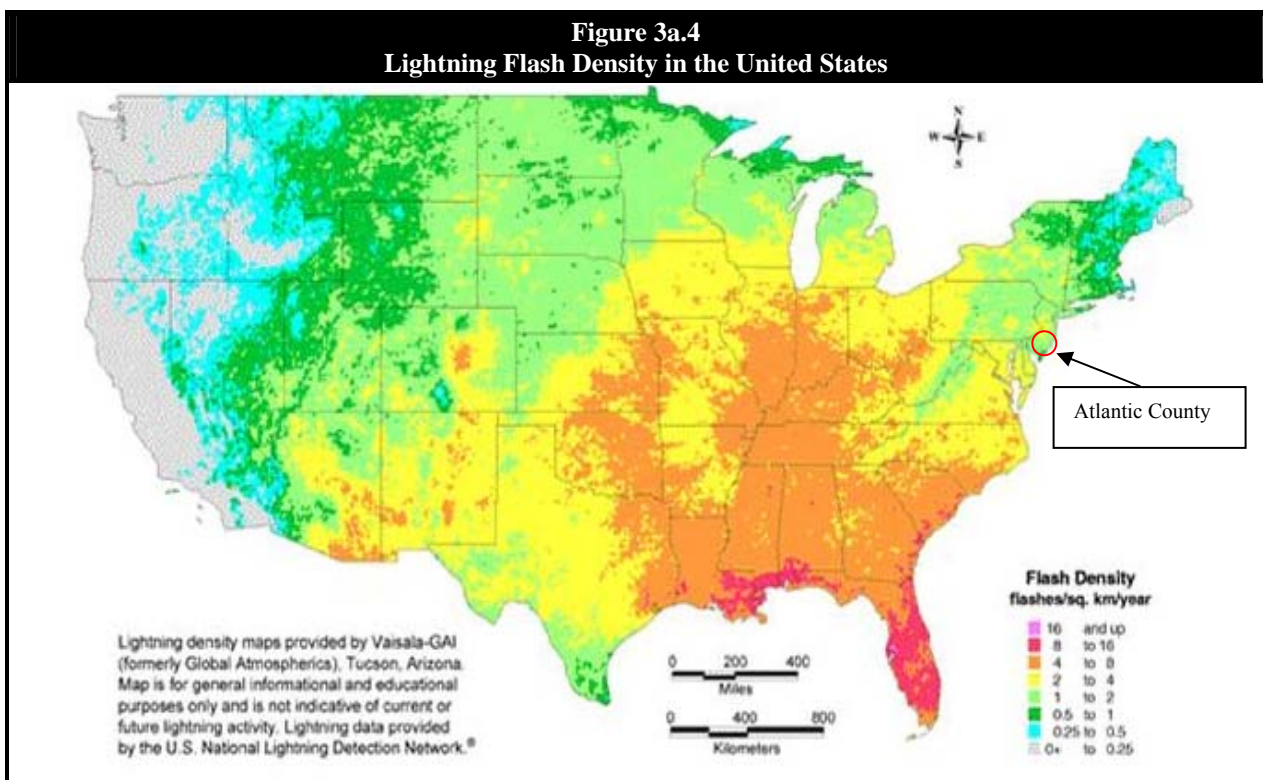 Figure 3a.4
Lightning Flash Density in the United States
N
W E
S
Atlantic County
Flash Density
flashes/sq. km/year
16 and up
8 to 16
4 to 8
2 to 4
1 to 2
0.5 to 1
0.25 to 0.5
0+ to 0.25
Lightning density maps provided by Vaisala-GAI
(formerly Global Atmospherics), Tucson, Arizona.
Map is for general informational and educational
purposes only and is not indicative of current or
future lightning activity. Lightning data provided
by the U.S. National Lightning Detection Network.®
0 200 400
Miles
0 400 800
Kilometers